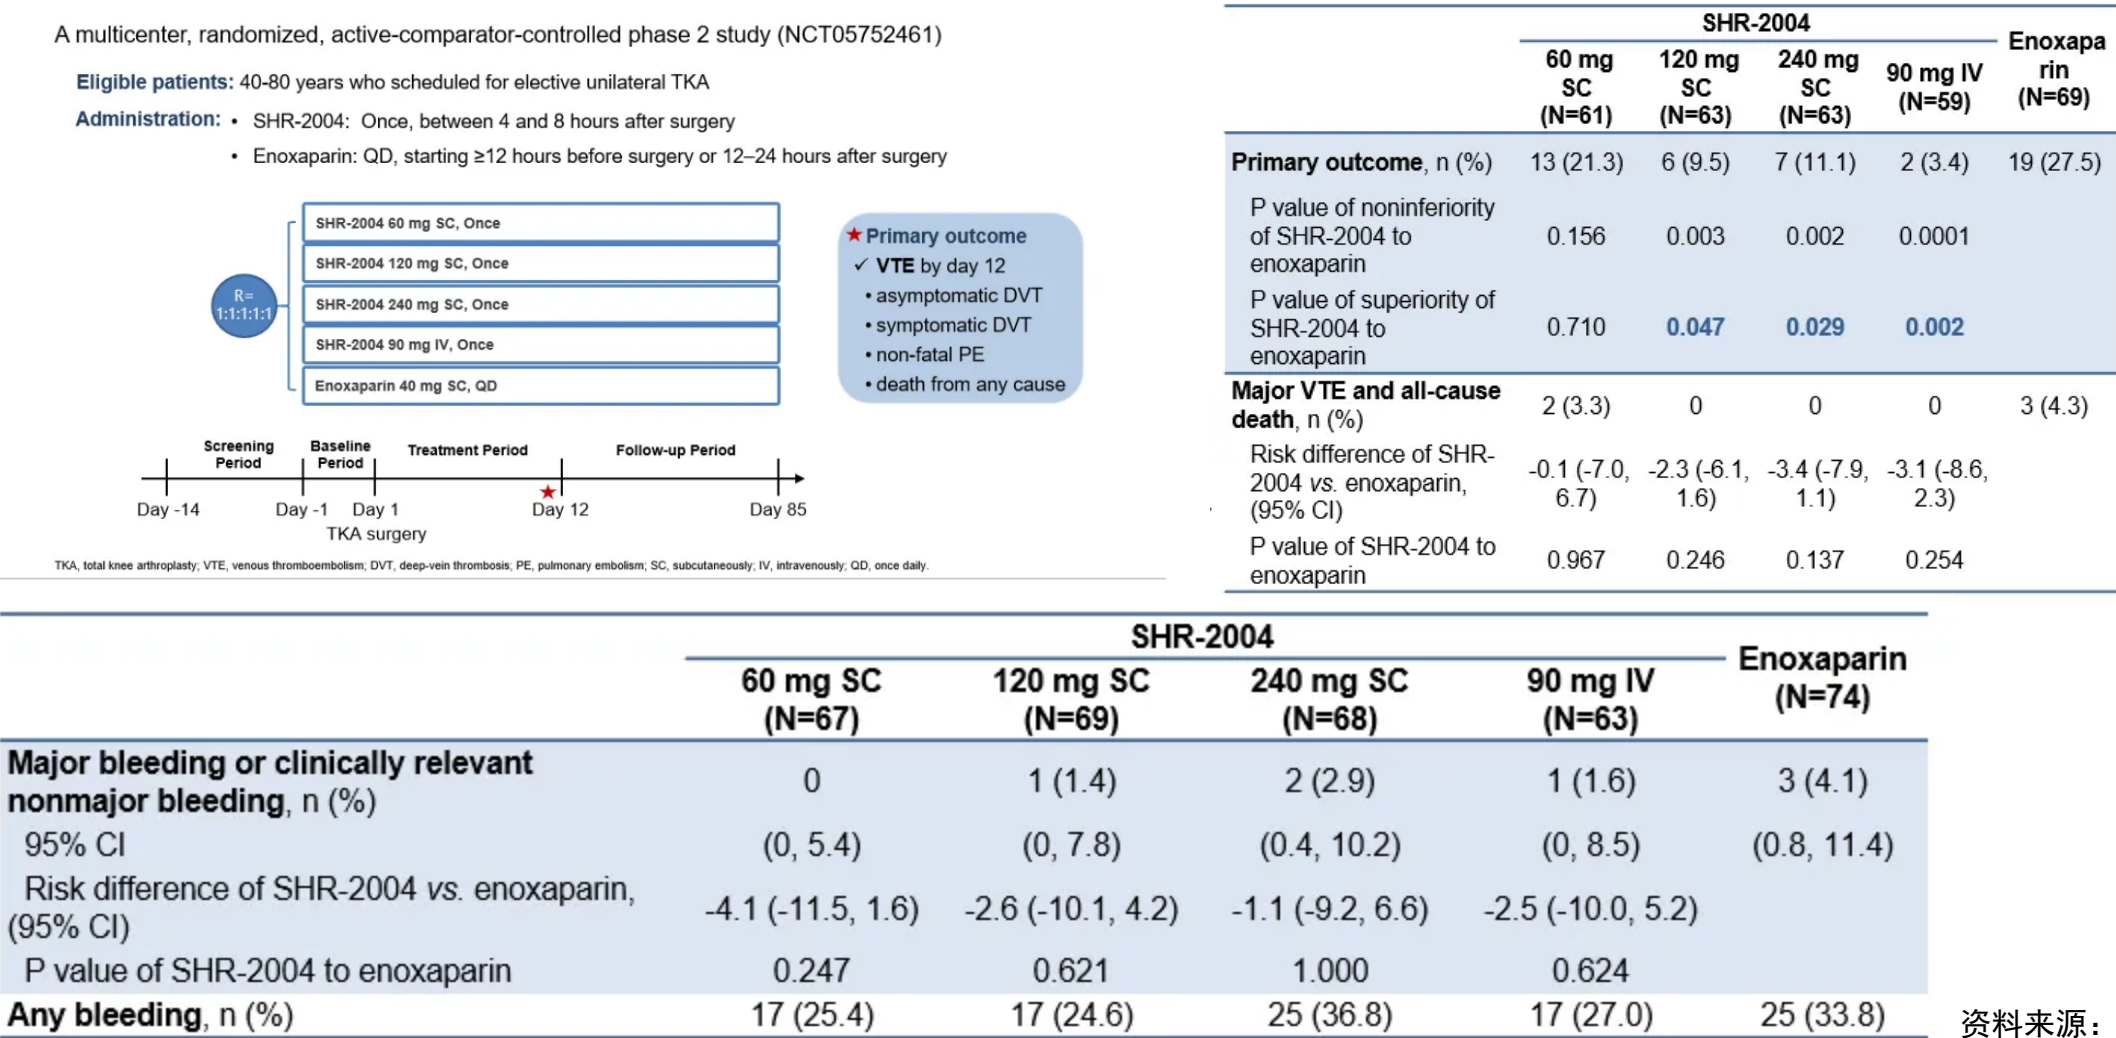 A multicenter, randomized, active-comparator-controlled phase 2 study (NCT05752461)
Eligible patients: 40-80 years who scheduled for elective unilateral TKA
Administration: • SHR-2004: Once, between 4 and 8 hours after surgery
• Enoxaparin: QD, starting ≥12 hours before surgery or 12–24 hours after surgery
R=
1:1:1:1:1
SHR-2004 60 mg SC, Once
SHR-2004 120 mg SC, Once
SHR-2004 240 mg SC, Once
SHR-2004 90 mg IV, Once
Enoxaparin 40 mg SC, QD
★ Primary outcome
✓ VTE by day 12
• asymptomatic DVT
• symptomatic DVT
• non-fatal PE
• death from any cause
Screening Period
Baseline Period
Treatment Period
Follow-up Period
Day -14 Day -1 Day 1 Day 12 Day 85
TKA surgery
TKA, total knee arthroplasty; VTE, venous thromboembolism; DVT, deep-vein thrombosis; PE, pulmonary embolism; SC, subcutaneously; IV, intravenously; QD, once daily.
SHR-2004
60 mg SC (N=61) 120 mg SC (N=63) 240 mg SC (N=63) 90 mg IV (N=59) Enoxaparin (N=69)
Primary outcome, n (%) 13 (21.3) 6 (9.5) 7 (11.1) 2 (3.4) 19 (27.5)
P value of noninferiority of SHR-2004 to enoxaparin 0.156 0.003 0.002 0.0001
P value of superiority of SHR-2004 to enoxaparin 0.710 0.047 0.029 0.002
Major VTE and all-cause death, n (%) 2 (3.3) 0 0 0 3 (4.3)
Risk difference of SHR-2004 vs. enoxaparin, (95% CI) -0.1 (-7.0, 6.7) -2.3 (-6.1, 1.6) -3.4 (-7.9, 1.1) -3.1 (-8.6, 2.3)
P value of SHR-2004 to enoxaparin 0.967 0.246 0.137 0.254
SHR-2004
60 mg SC (N=67) 120 mg SC (N=69) 240 mg SC (N=68) 90 mg IV (N=63) Enoxaparin (N=74)
Major bleeding or clinically relevant nonmajor bleeding, n (%) 0 1 (1.4) 2 (2.9) 1 (1.6) 3 (4.1)
95% CI (0, 5.4) (0, 7.8) (0.4, 10.2) (0, 8.5) (0.8, 11.4)
Risk difference of SHR-2004 vs. enoxaparin, (95% CI) -4.1 (-11.5, 1.6) -2.6 (-10.1, 4.2) -1.1 (-9.2, 6.6) -2.5 (-10.0, 5.2)
P value of SHR-2004 to enoxaparin 0.247 0.621 1.000 0.624
Any bleeding, n (%) 17 (25.4) 17 (24.6) 25 (36.8) 17 (27.0) 25 (33.8)
资料来源：